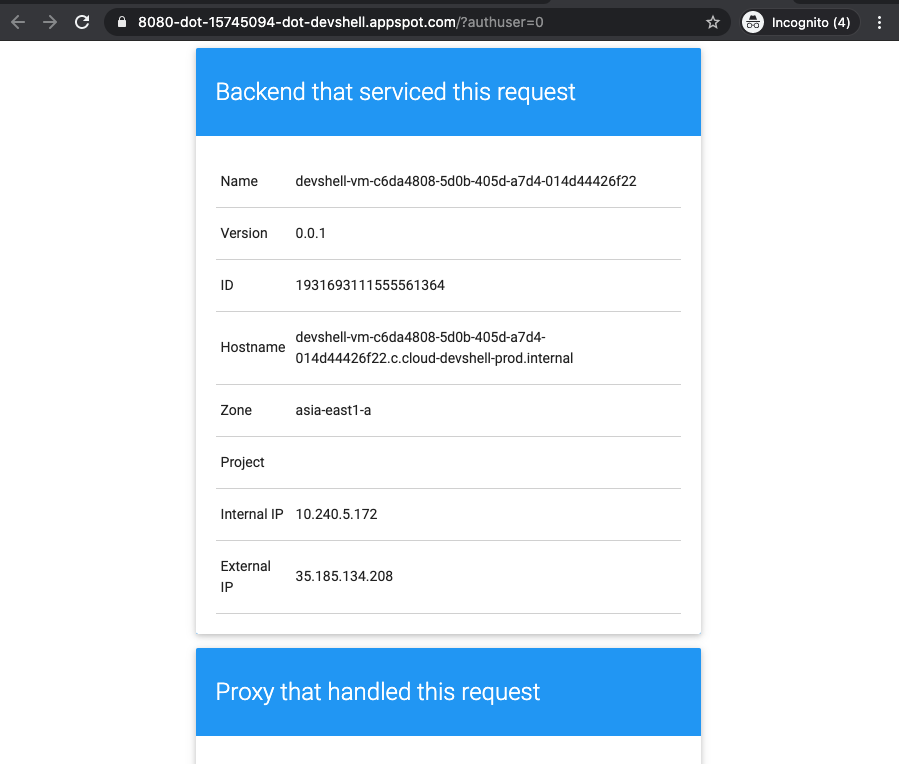 8080-dot-15745094-dot-devshell.appspot.com/?authuser=0
Incognito (4)
Backend that serviced this request
Name devshell-vm-c6da4808-5d0b-405d-a7d4-014d44426f22
Version 0.0.1
ID 1931693111555561364
Hostname devshell-vm-c6da4808-5d0b-405d-a7d4-
014d44426f22.c.cloud-devshell-prod.internal
Zone asia-east1-a
Project
Internal IP 10.240.5.172
External
IP 35.185.134.208
Proxy that handled this request